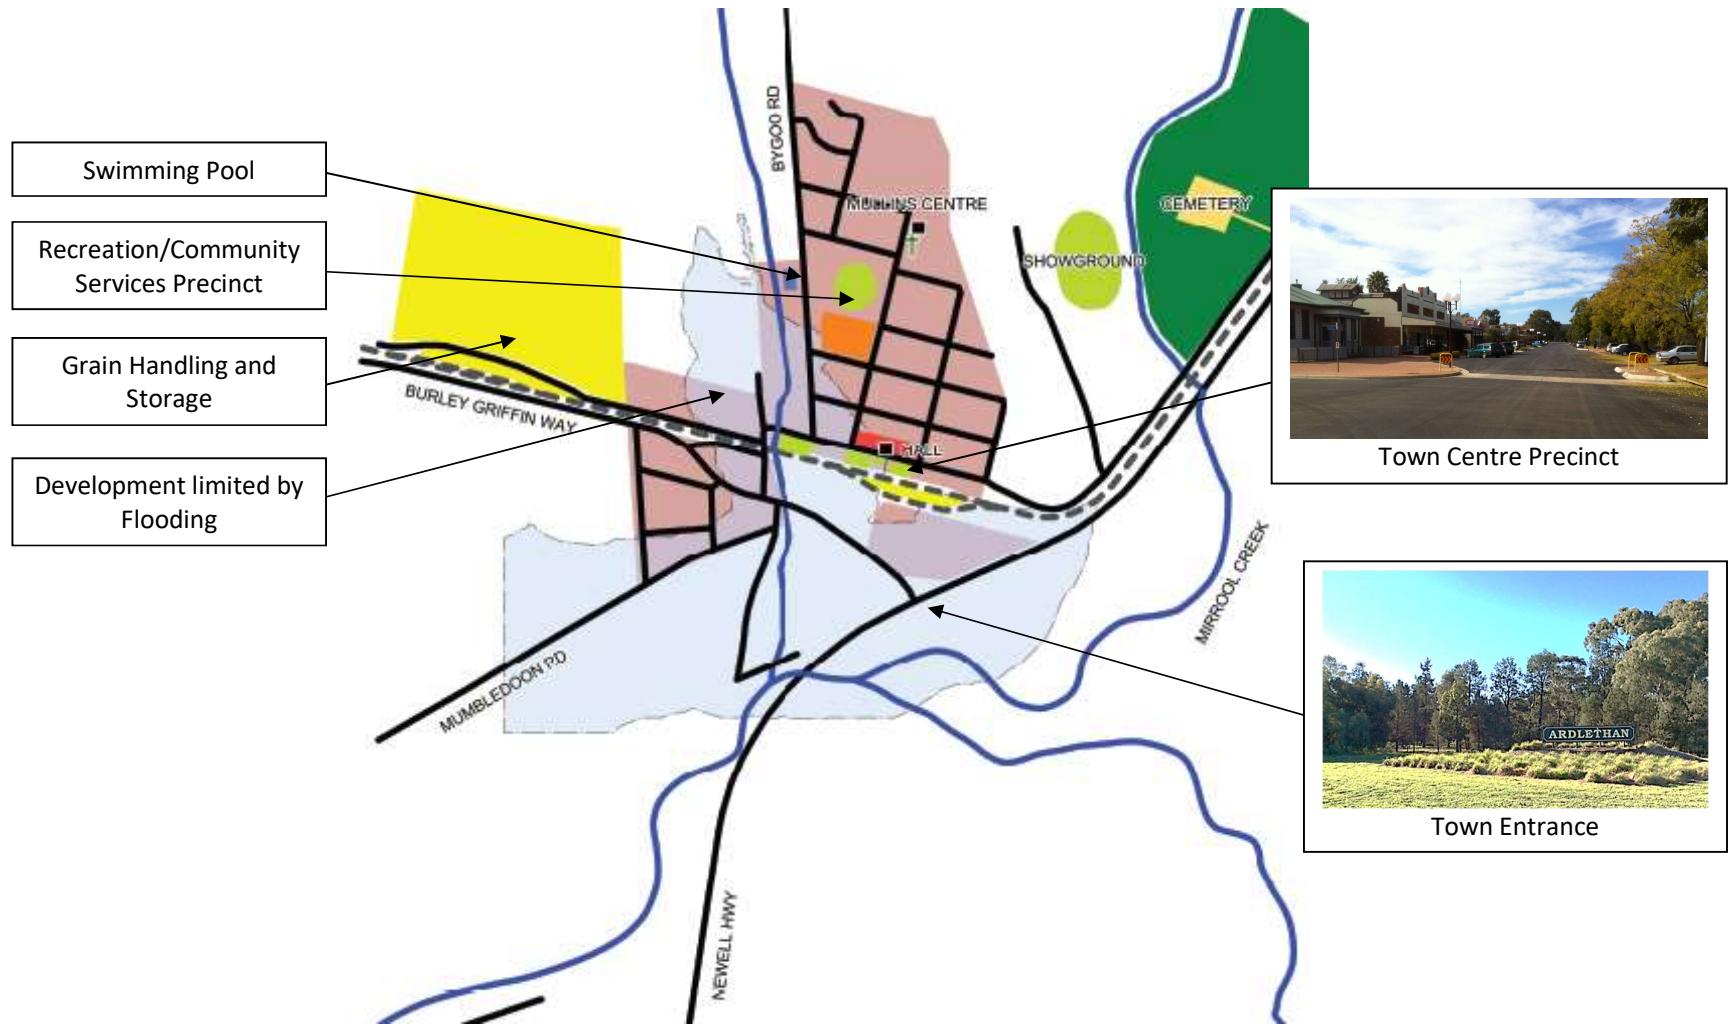 Swimming Pool
Recreation/Community
Services Precinct
Grain Handling and
Storage
Development limited by
Flooding
BYGOO RD
MULLINS CENTRE
CEMETERY
SHOWGROUND
BURLEY GRIFFIN WAY
HALL
MUMBLEDOON RD
MIRROOL CREEK
NEWELL HWY
Town Centre Precinct
ARDLETHAN
Town Entrance